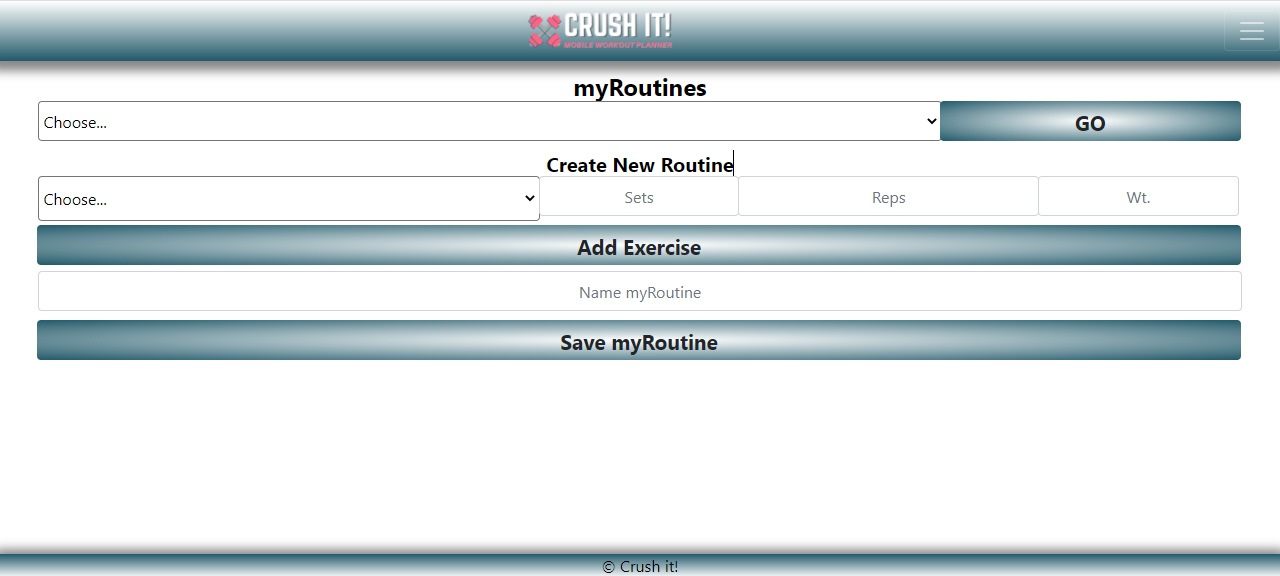 CRUSH IT!
MOBILE WORKOUT PLANNER
myRoutines
Choose... GO
Create New Routine
Choose... Sets Reps Wt.
Add Exercise
Name myRoutine
Save myRoutine
© Crush it!